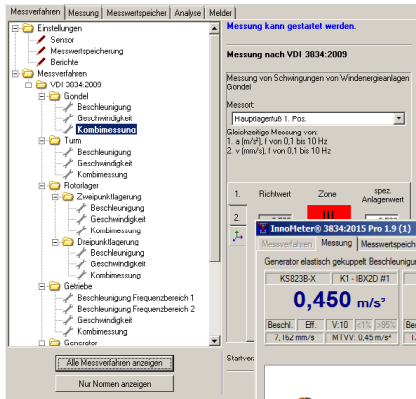 Messverfahren Messung Messwertspeicher Analyse Melder
Einstellungen
Sensor
Messwertspeicherung
Berichte
Messverfahren
VDI 3834:2009
Gondel
Beschleunigung
Geschwindigkeit
Kombimessung
Turm
Beschleunigung
Geschwindigkeit
Kombimessung
Rotorlager
Zweipunktlagerung
Beschleunigung
Geschwindigkeit
Kombimessung
Dreipunktlagerung
Beschleunigung
Geschwindigkeit
Kombimessung
Getriebe
Beschleunigung Frequenzbereich 1
Beschleunigung Frequenzbereich 2
Geschwindigkeit
Kombimessung
Generator
Alle Messverfahren anzeigen
Nur Normen anzeigen
Messung kann gestartet werden.
Messung nach VDI 3834:2009
Messung von Schwingungen von Windenergieanlagen
Gondel
Messort:
Hauptlagerfuß 1. Pos.
Gleichzeitige Messung von:
1. a (m/s²), f von 0,1 bis 10 Hz
2. v (mm/s), f von 0,1 bis 10 Hz
1. Richtwert Zone spez.
Anlagenwert
2. III
InnoMeter® 3834:2015 Pro 1.9 (1)
Messverfahren Messung Messwertspeich
Generator elastisch gekuppelt Beschleunigu
KS823B-X K1 - IBX2D #1
0,450 m/s²
Beschl. Eff. V:10 <1% >95% Be
7,162 mm/s MTVV: 0,45 m/s²